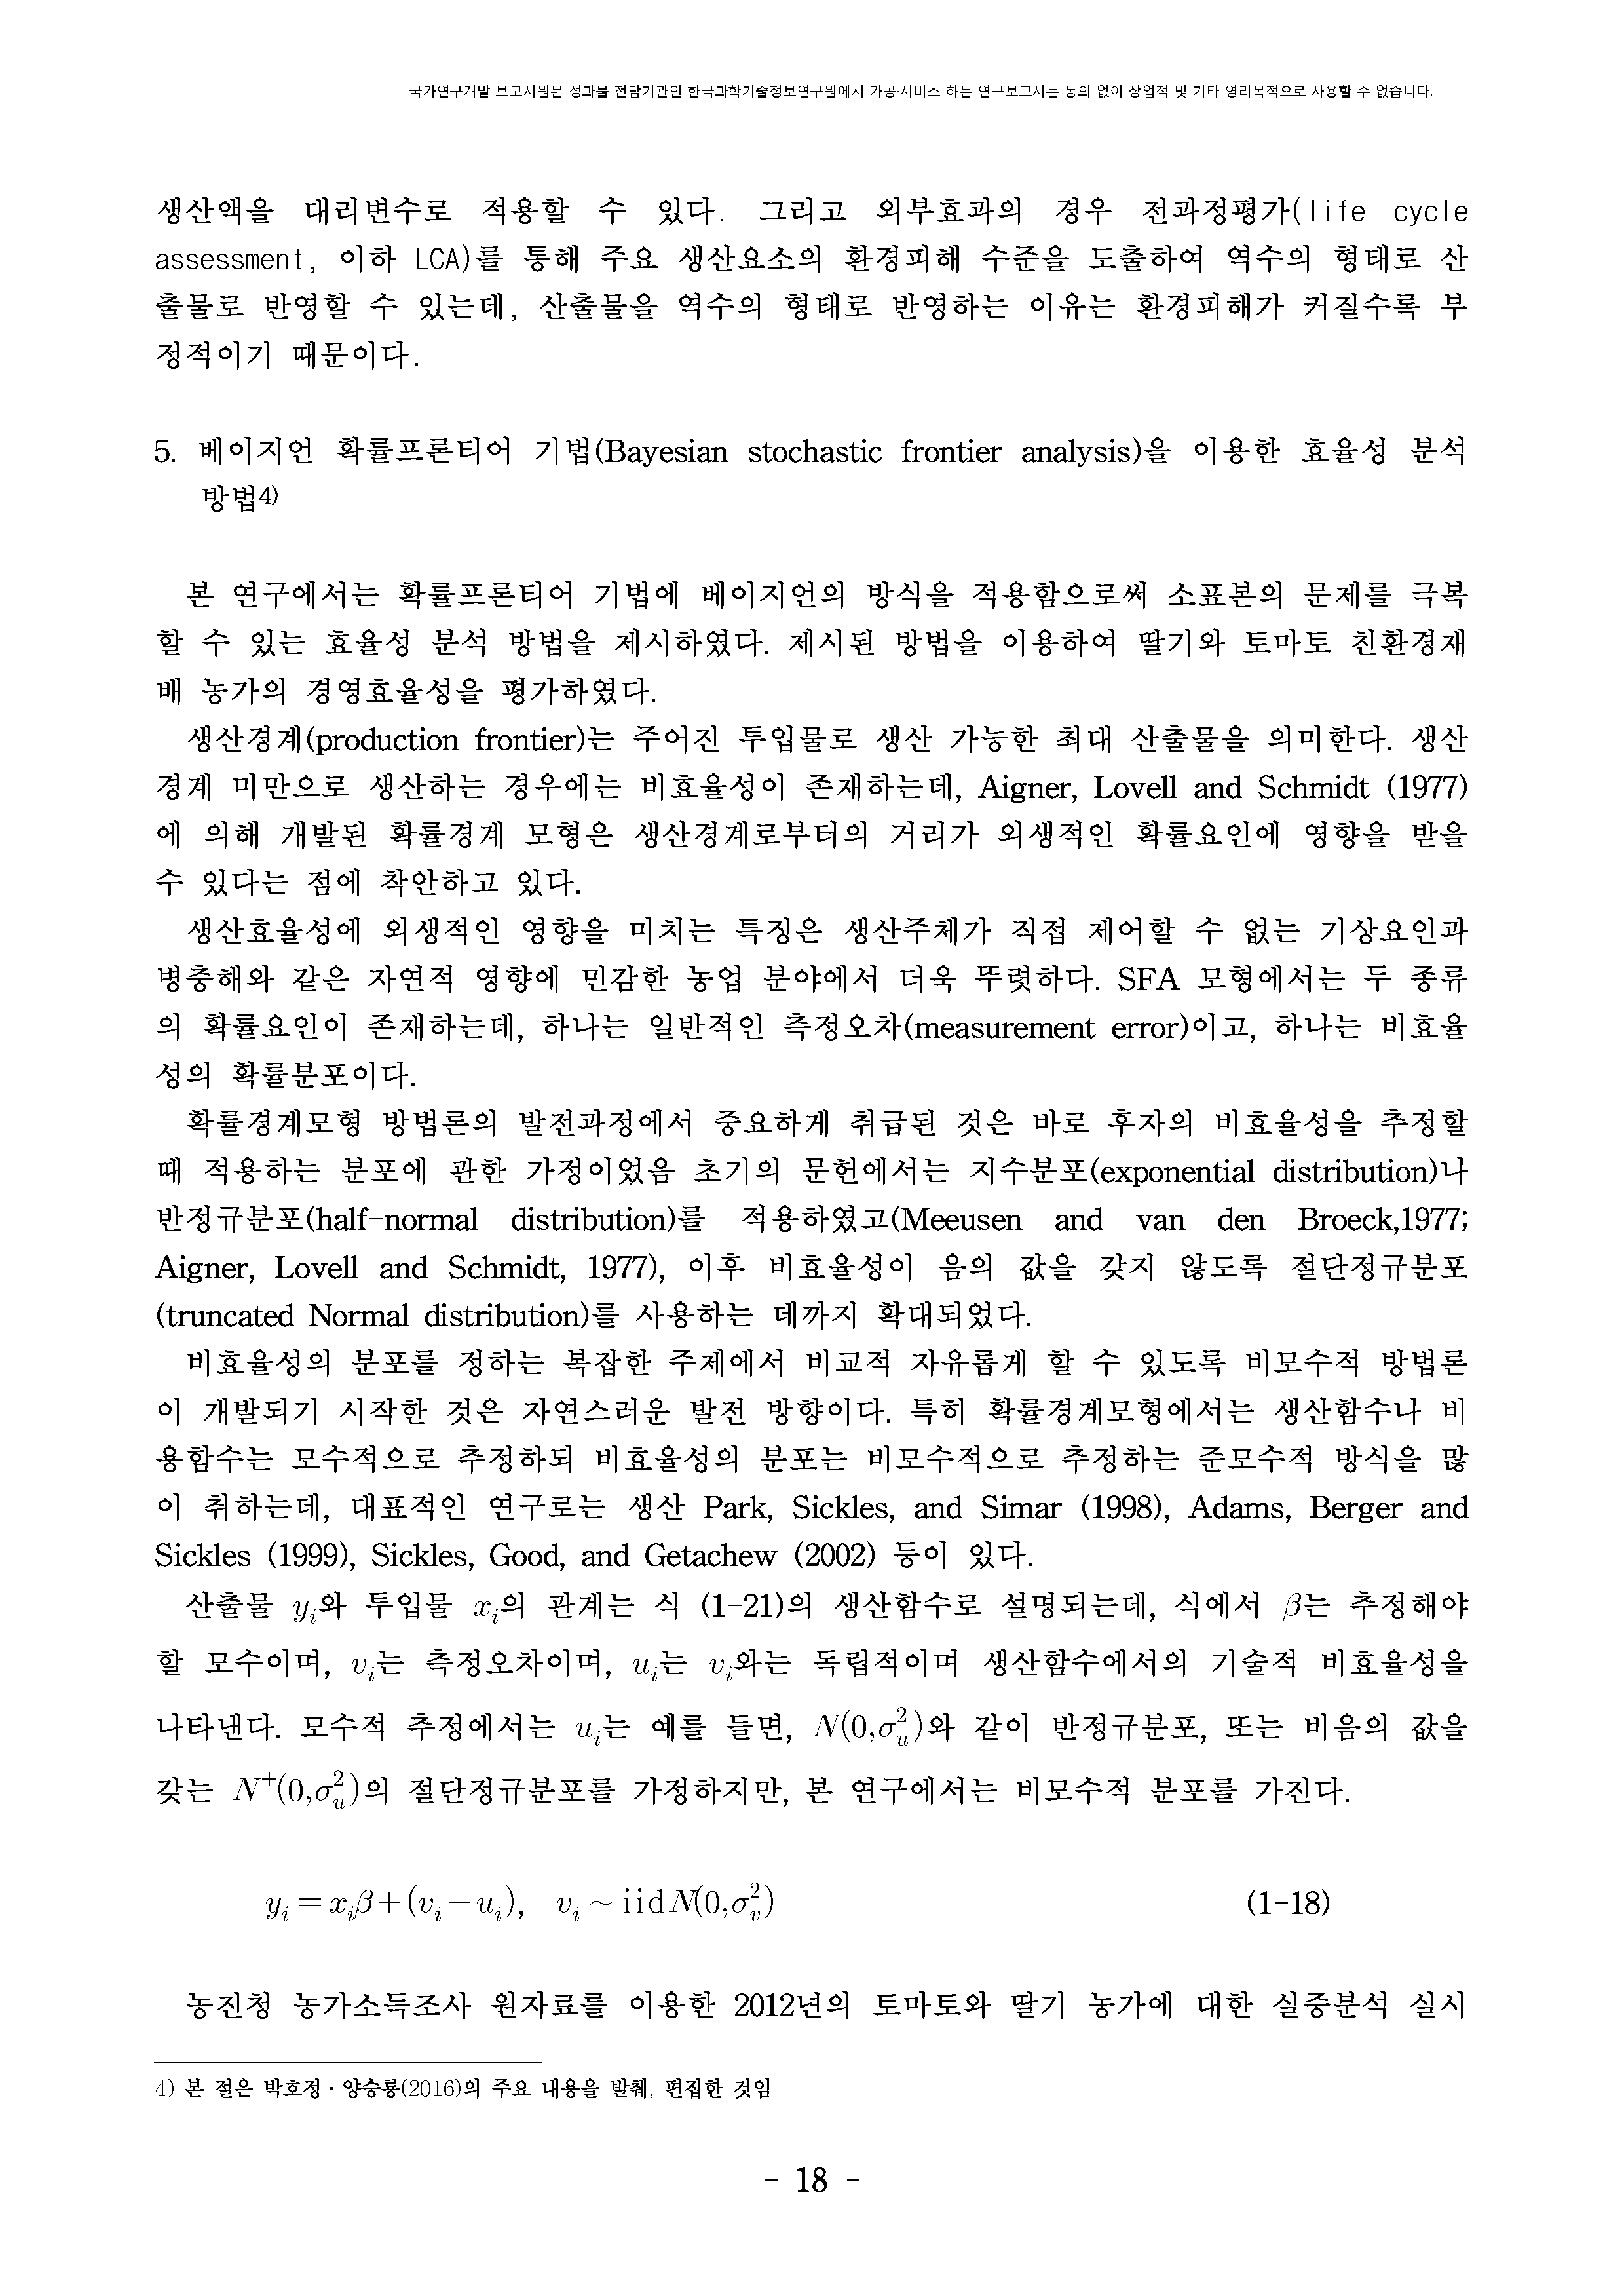 국가연구개발 보고서원문 성과물 전담기관인 한국과학기술정보연구원에서 가공·서비스 하는 연구보고서는 동의 없이 상업적 및 기타 영리목적으로 사용할 수 없습니다.
생산액을 대리변수로 적용할 수 있다. 그리고 외부효과의 경우 전과정평가(life cycle
assessment, 이하 LCA)를 통해 주요 생산요소의 환경피해 수준을 도출하여 역수의 형태로 산
출물로 반영할 수 있는데, 산출물을 역수의 형태로 반영하는 이유는 환경피해가 커질수록 부
정적이기 때문이다.
5. 베이지언 확률프론티어 기법(Bayesian stochastic frontier analysis)을 이용한 효율성 분석
방법4)
본 연구에서는 확률프론티어 기법에 베이지언의 방식을 적용함으로써 소표본의 문제를 극복
할 수 있는 효율성 분석 방법을 제시하였다. 제시된 방법을 이용하여 딸기와 토마토 친환경재
배 농가의 경영효율성을 평가하였다.
생산경계(production frontier)는 주어진 투입물로 생산 가능한 최대 산출물을 의미한다. 생산
경계 미만으로 생산하는 경우에는 비효율성이 존재하는데, Aigner, Lovell and Schmidt (1977)
에 의해 개발된 확률경계 모형은 생산경계로부터의 거리가 외생적인 확률요인에 영향을 받을
수 있다는 점에 착안하고 있다.
생산효율성에 외생적인 영향을 미치는 특징은 생산주체가 직접 제어할 수 없는 기상요인과
병충해와 같은 자연적 영향에 민감한 농업 분야에서 더욱 뚜렷하다. SFA 모형에서는 두 종류
의 확률요인이 존재하는데, 하나는 일반적인 측정오차(measurement error)이고, 하나는 비효율
성의 확률분포이다.
확률경계모형 방법론의 발전과정에서 중요하게 취급된 것은 바로 후자의 비효율성을 추정할
때 적용하는 분포에 관한 가정이었음 초기의 문헌에서는 지수분포(exponential distribution)나
반정규분포(half-normal distribution)를 적용하였고(Meeusen and van den Broeck,1977;
Aigner, Lovell and Schmidt, 1977), 이후 비효율성이 음의 값을 갖지 않도록 절단정규분포
(truncated Normal distribution)를 사용하는 데까지 확대되었다.
비효율성의 분포를 정하는 복잡한 주제에서 비교적 자유롭게 할 수 있도록 비모수적 방법론
이 개발되기 시작한 것은 자연스러운 발전 방향이다. 특히 확률경계모형에서는 생산함수나 비
용함수는 모수적으로 추정하되 비효율성의 분포는 비모수적으로 추정하는 준모수적 방식을 많
이 취하는데, 대표적인 연구로는 생산 Park, Sickles, and Simar (1998), Adams, Berger and
Sickles (1999), Sickles, Good, and Getachew (2002) 등이 있다.
산출물 $y_i$와 투입물 $x_i$의 관계는 식 (1-21)의 생산함수로 설명되는데, 식에서 $\beta$는 추정해야
할 모수이며, $v_i$는 측정오차이며, $u_i$는 $v_i$와는 독립적이며 생산함수에서의 기술적 비효율성을
나타낸다. 모수적 추정에서는 $u_i$는 예를 들면, $N(0,\sigma_u^2)$와 같이 반정규분포, 또는 비음의 값을
갖는 $N^+(0,\sigma_u^2)$의 절단정규분포를 가정하지만, 본 연구에서는 비모수적 분포를 가진다.
$y_i = x_i\beta + (v_i - u_i), \quad v_i \sim \mathrm{iid}\, N(0,\sigma_v^2)$ (1-18)
농진청 농가소득조사 원자료를 이용한 2012년의 토마토와 딸기 농가에 대한 실증분석 실시
4) 본 절은 박호정·양승룡(2016)의 주요 내용을 발췌, 편집한 것임
- 18 -